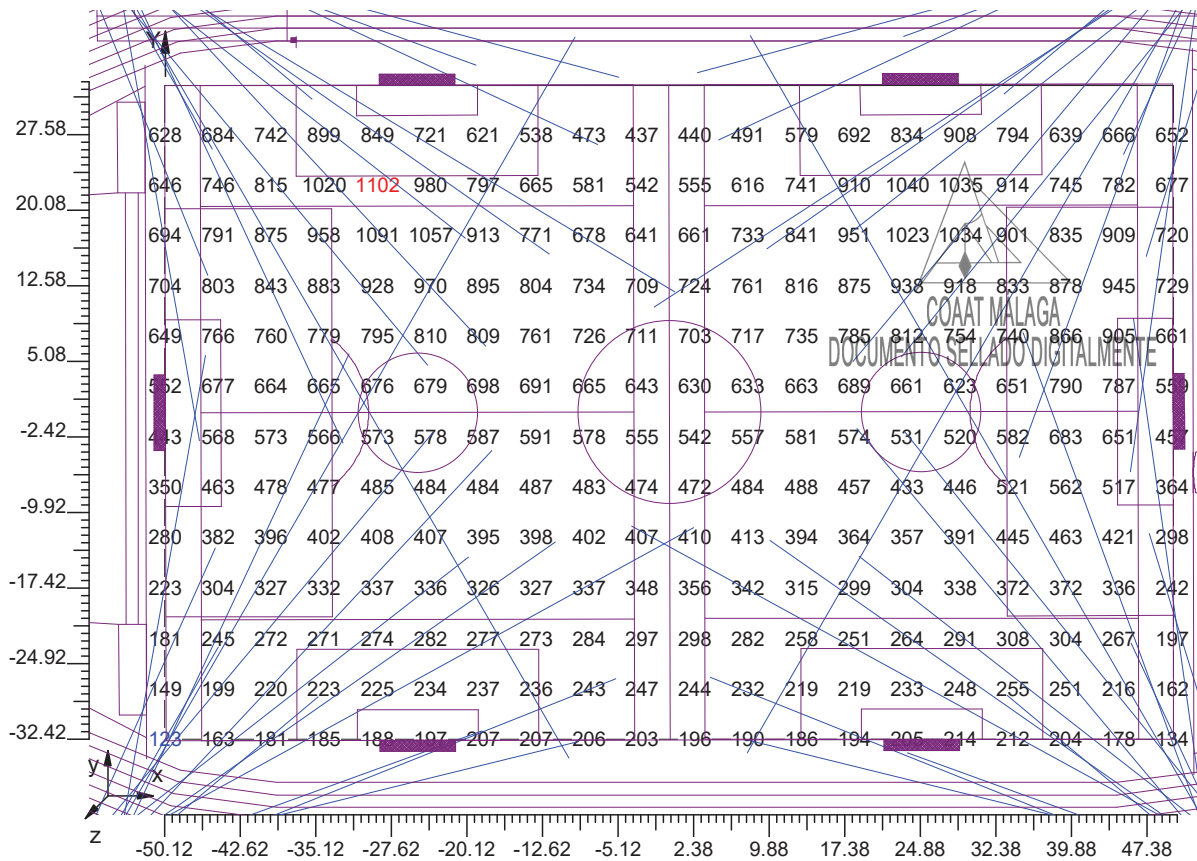 Y
27.58
628 684 742 899 849 721 621 538 473 437 440 491 579 692 834 908 794 639 666 652
646 746 815 1020 1102 980 797 665 581 542 555 616 741 910 1040 1035 914 745 782 677
20.08
694 791 875 958 1091 1057 913 771 678 641 661 733 841 951 1023 1034 901 835 909 720
12.58
704 803 843 883 928 970 895 804 734 709 724 761 816 875 938 918 833 878 945 729
COAAT MALAGA
649 766 760 779 795 810 809 761 726 711 703 717 735 785 812 754 740 866 905 661
DOCUMENTO SELLADO DIGITALMENTE
5.08
552 677 664 665 676 679 698 691 665 643 630 633 663 689 661 623 651 790 787 559
-2.42
443 568 573 566 573 578 587 591 578 555 542 557 581 574 531 520 582 683 651 457
350 463 478 477 485 484 484 487 483 474 472 484 488 457 433 446 521 562 517 364
-9.92
280 382 396 402 408 407 395 398 402 407 410 413 394 364 357 391 445 463 421 298
-17.42
223 304 327 332 337 336 326 327 337 348 356 342 315 299 304 338 372 372 336 242
181 245 272 271 274 282 277 273 284 297 298 282 258 251 264 291 308 304 267 197
-24.92
149 199 220 223 225 234 237 236 243 247 244 232 219 219 233 248 255 251 216 162
-32.42
123 163 181 185 188 197 207 207 206 203 196 190 186 194 205 214 212 204 178 134
y
x
z
-50.12 -42.62 -35.12 -27.62 -20.12 -12.62 -5.12 2.38 9.88 17.38 24.88 32.38 39.88 47.38